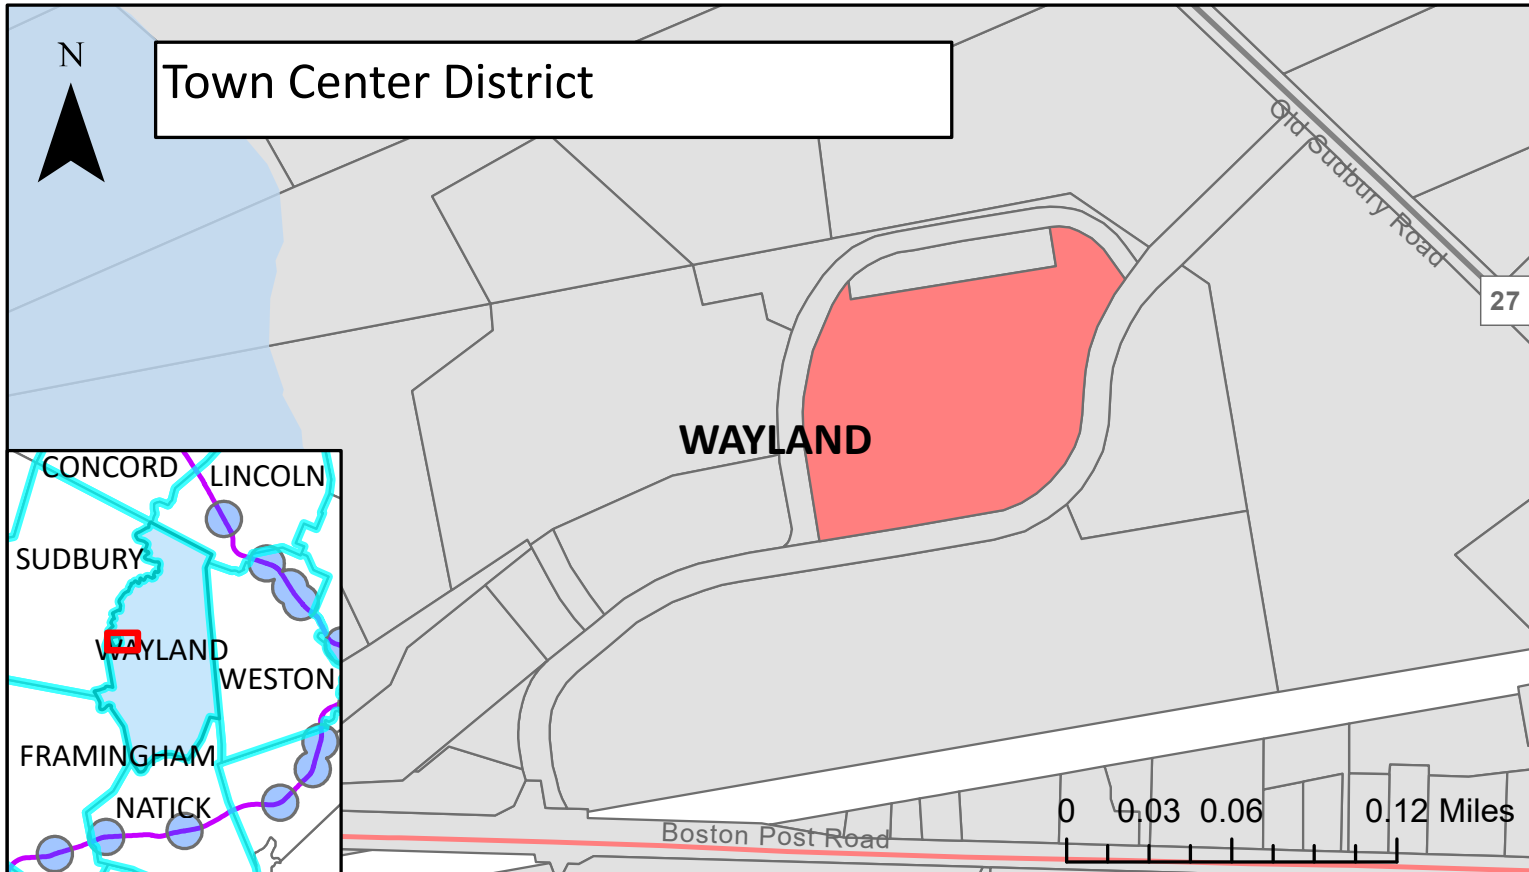 N
Town Center District
Old Sudbury Road
27
WAYLAND
CONCORD
LINCOLN
SUDBURY
WAYLAND
WESTON
FRAMINGHAM
NATICK
0 0.03 0.06 0.12 Miles
Boston Post Road